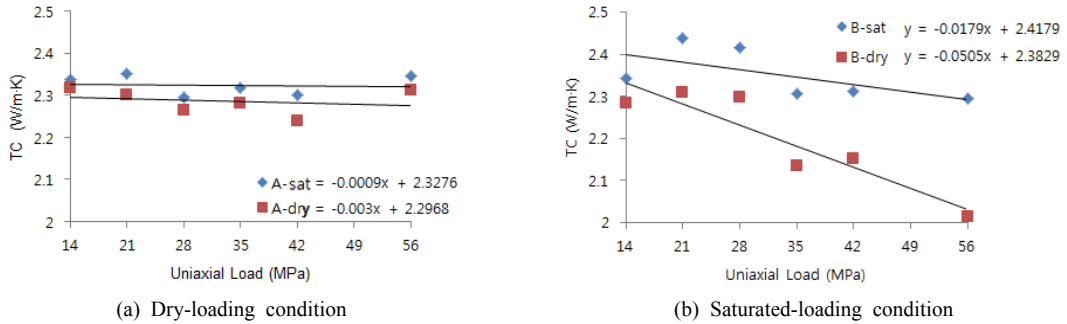 2.5
2.4
2.3
2.2
2.1
2
TC (W/m·K)
14 21 28 35 42 49 56
Uniaxial Load (MPa)
A-sat = -0.0009x + 2.3276
A-dry y = -0.003x + 2.2968
(a) Dry-loading condition
2.5
2.4
2.3
2.2
2.1
2
TC (W/m·K)
14 21 28 35 42 49 56
Uniaxial Load (MPa)
B-sat y = -0.0179x + 2.4179
B-dry y = -0.0505x + 2.3829
(b) Saturated-loading condition